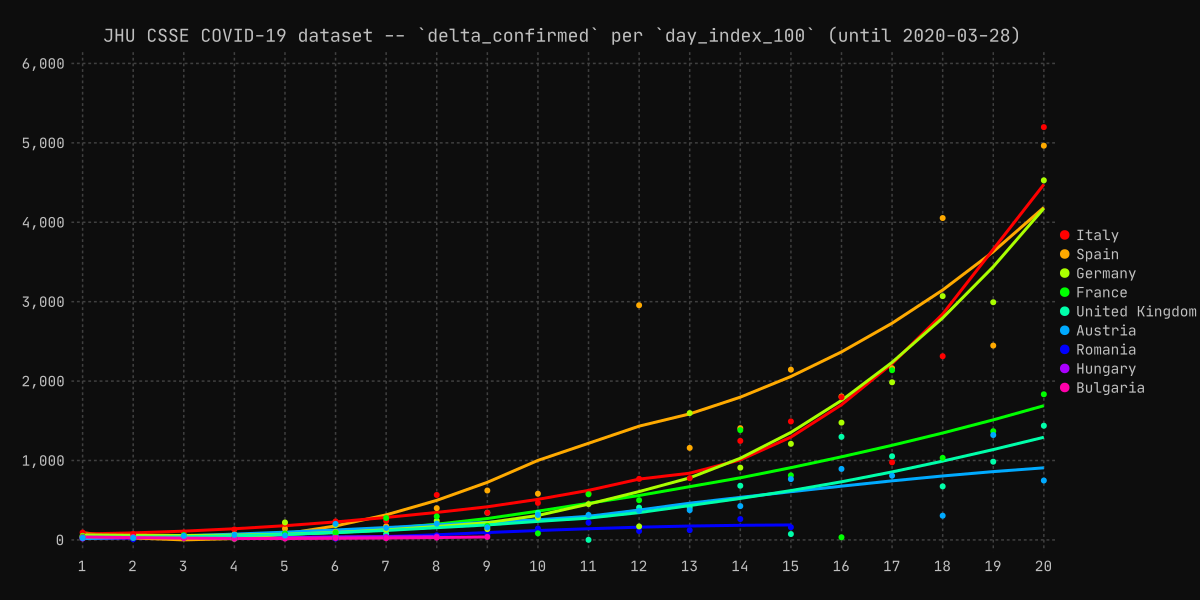 JHU CSSE COVID-19 dataset -- `delta_confirmed` per `day_index_100` (until 2020-03-28)
6,000
5,000
4,000
3,000
2,000
1,000
0
1 2 3 4 5 6 7 8 9 10 11 12 13 14 15 16 17 18 19 20
Italy
Spain
Germany
France
United Kingdom
Austria
Romania
Hungary
Bulgaria